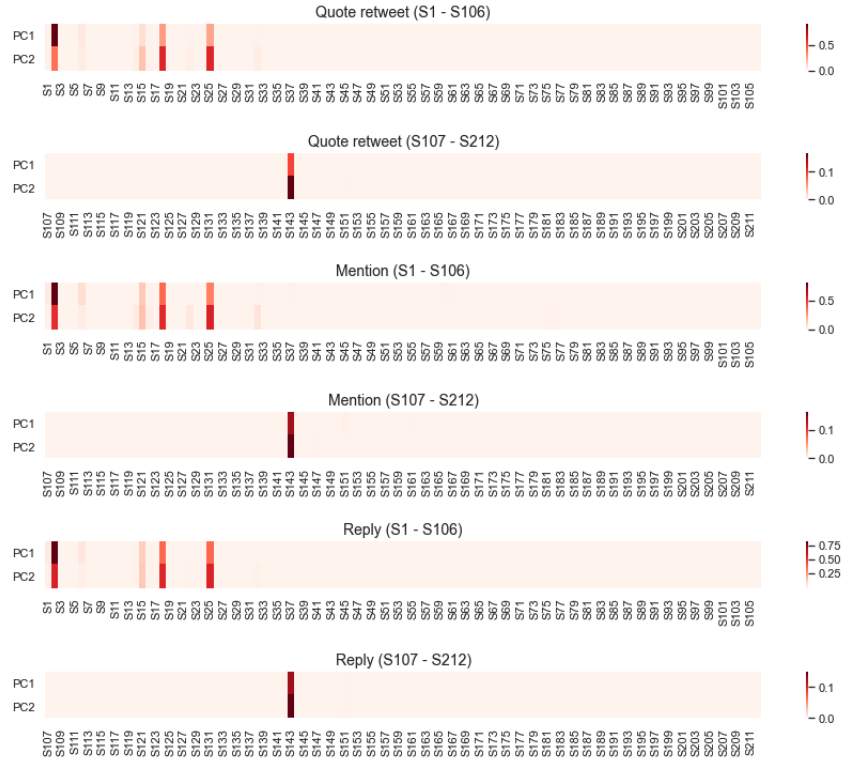 Quote retweet (S1 - S106)
PC1
PC2
S1 S3 S5 S7 S9 S11 S13 S15 S17 S19 S21 S23 S25 S27 S29 S31 S33 S35 S37 S39 S41 S43 S45 S47 S49 S51 S53 S55 S57 S59 S61 S63 S65 S67 S69 S71 S73 S75 S77 S79 S81 S83 S85 S87 S89 S91 S93 S95 S97 S99 S101 S103 S105
0.5
0.0
Quote retweet (S107 - S212)
PC1
PC2
S107 S109 S111 S113 S115 S117 S119 S121 S123 S125 S127 S129 S131 S133 S135 S137 S139 S141 S143 S145 S147 S149 S151 S153 S155 S157 S159 S161 S163 S165 S167 S169 S171 S173 S175 S177 S179 S181 S183 S185 S187 S189 S191 S193 S195 S197 S199 S201 S203 S205 S207 S209 S211
0.1
0.0
Mention (S1 - S106)
PC1
PC2
S1 S3 S5 S7 S9 S11 S13 S15 S17 S19 S21 S23 S25 S27 S29 S31 S33 S35 S37 S39 S41 S43 S45 S47 S49 S51 S53 S55 S57 S59 S61 S63 S65 S67 S69 S71 S73 S75 S77 S79 S81 S83 S85 S87 S89 S91 S93 S95 S97 S99 S101 S103 S105
0.5
0.0
Mention (S107 - S212)
PC1
PC2
S107 S109 S111 S113 S115 S117 S119 S121 S123 S125 S127 S129 S131 S133 S135 S137 S139 S141 S143 S145 S147 S149 S151 S153 S155 S157 S159 S161 S163 S165 S167 S169 S171 S173 S175 S177 S179 S181 S183 S185 S187 S189 S191 S193 S195 S197 S199 S201 S203 S205 S207 S209 S211
0.1
0.0
Reply (S1 - S106)
PC1
PC2
S1 S3 S5 S7 S9 S11 S13 S15 S17 S19 S21 S23 S25 S27 S29 S31 S33 S35 S37 S39 S41 S43 S45 S47 S49 S51 S53 S55 S57 S59 S61 S63 S65 S67 S69 S71 S73 S75 S77 S79 S81 S83 S85 S87 S89 S91 S93 S95 S97 S99 S101 S103 S105
0.75
0.50
0.25
Reply (S107 - S212)
PC1
PC2
S107 S109 S111 S113 S115 S117 S119 S121 S123 S125 S127 S129 S131 S133 S135 S137 S139 S141 S143 S145 S147 S149 S151 S153 S155 S157 S159 S161 S163 S165 S167 S169 S171 S173 S175 S177 S179 S181 S183 S185 S187 S189 S191 S193 S195 S197 S199 S201 S203 S205 S207 S209 S211
0.1
0.0